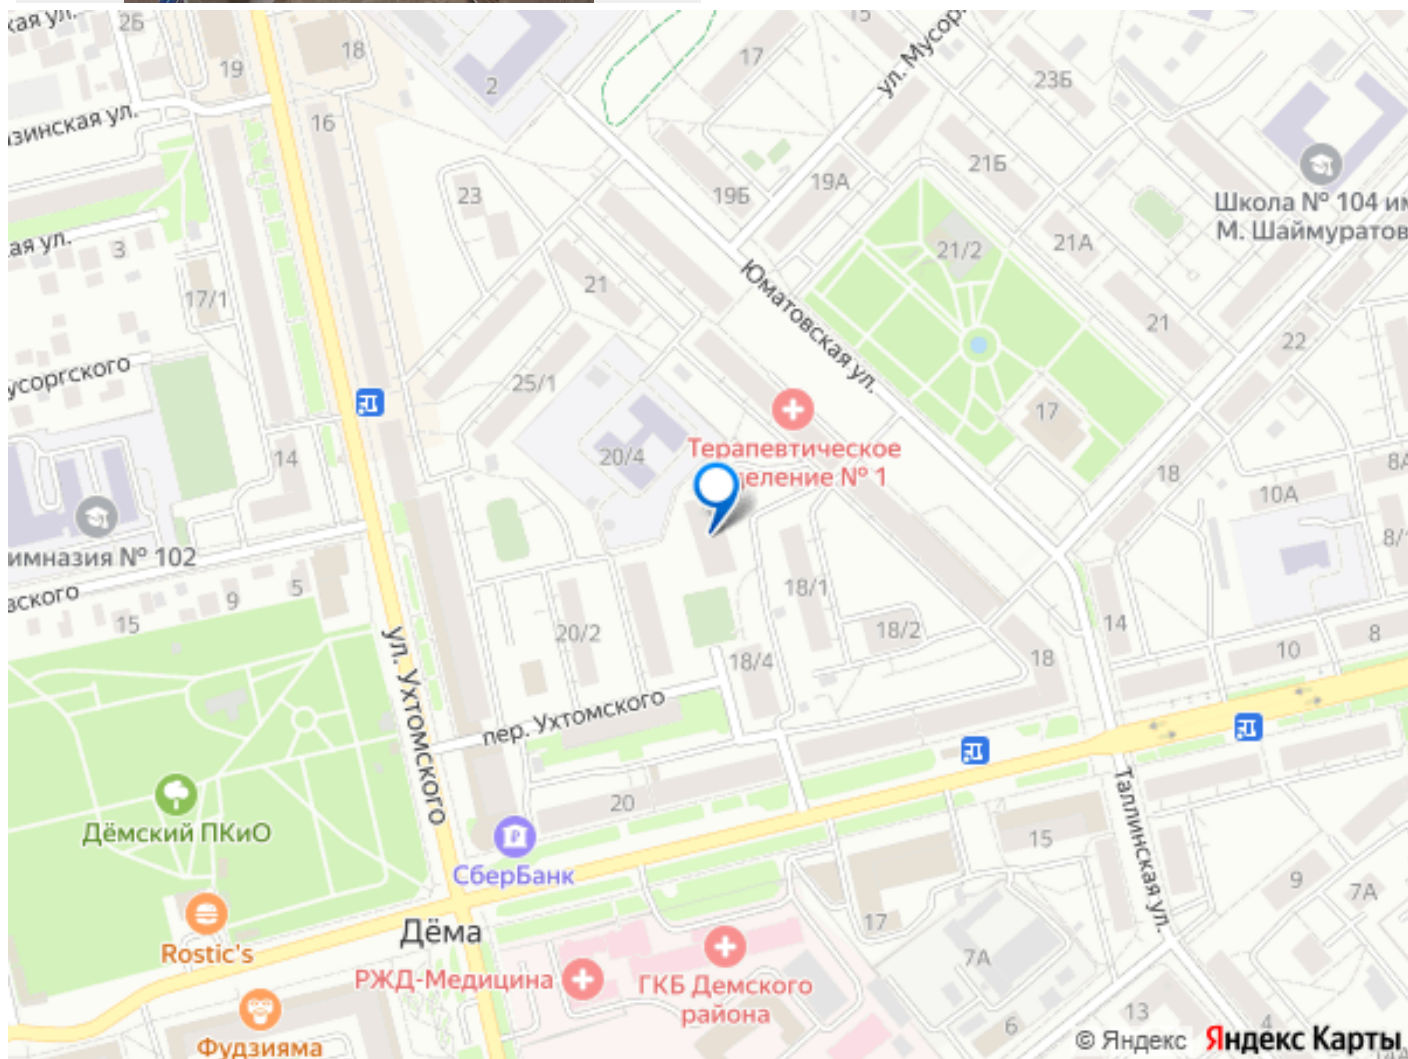 кая ул.
2Б
18
19
15
17
ул. Мусор
23Б
2
зинская ул.
16
21Б
19А
19Б
23
Школа № 104 им
М. Шаймуратов
ая ул.
3
21/2
21А
17/1
21
Юматовская ул.
21
22
усоргского
25/1
17
14
20/4
Терапевтическое
еление № 1
18
8А
10А
8/1
имназия № 102
вского
15
9
5
18/1
20/2
18/2
14
10
8
18/4
18
ул. Ухтомского
пер. Ухтомского
Дёмский ПКиО
20
СберБанк
Таллинская ул.
15
9
7А
Rostic's
Дёма
17
7А
РЖД-Медицина
ГКБ Демского
района
Фудзияма
6
13
4
© Яндекс Яндекс Карты